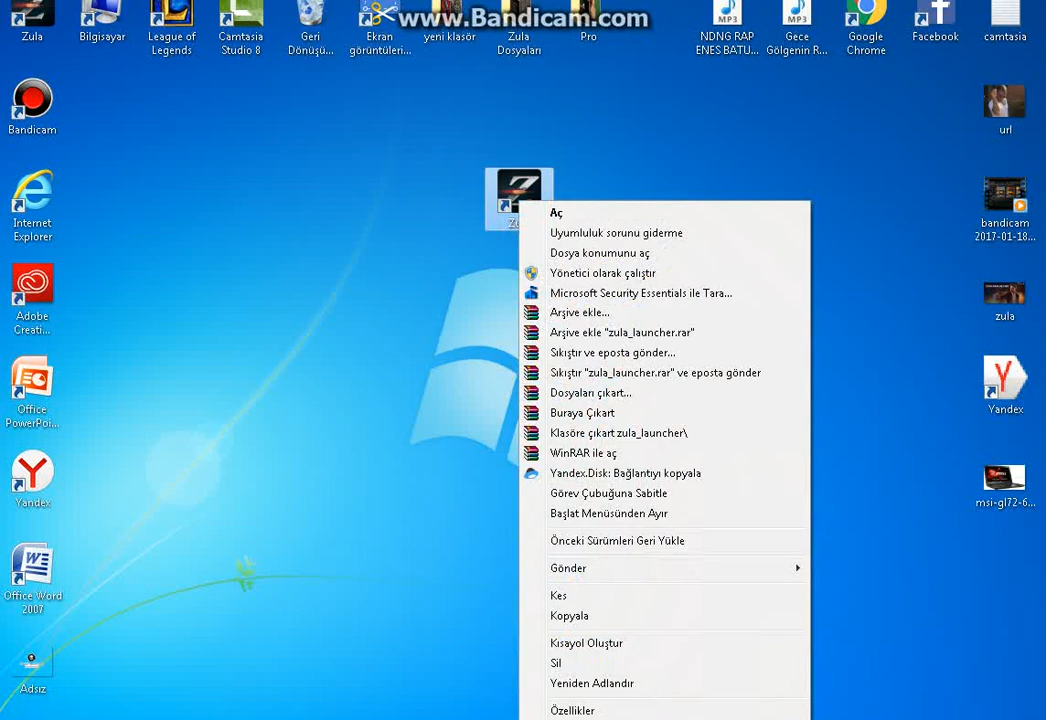 www.Bandicam.com
Zula
Bilgisayar
League of
Legends
Camtasia
Studio 8
Geri
Dönüşü...
Ekran
görüntüleri...
yeni klasör
Zula
Dosyaları
Pro
NDNG RAP
ENES BATU...
Gece
Gölgenin R...
Google
Chrome
Facebook
camtasia
MP3
MP3
Bandicam
url
Internet
Explorer
bandicam
2017-01-18...
Adobe
Creati...
zula
Office
PowerPoi...
Yandex
Yandex
msi-gl72-6...
Office Word
2007
Adsız
Aç
Uyumluluk sorunu giderme
Dosya konumunu aç
Yönetici olarak çalıştır
Microsoft Security Essentials ile Tara...
Arşive ekle...
Arşive ekle "zula_launcher.rar"
Sıkıştır ve eposta gönder...
Sıkıştır "zula_launcher.rar" ve eposta gönder
Dosyaları çıkart...
Buraya Çıkart
Klasöre çıkart zula_launcher\
WinRAR ile aç
Yandex.Disk: Bağlantıyı kopyala
Görev Çubuğuna Sabitle
Başlat Menüsünden Ayır
Önceki Sürümleri Geri Yükle
Gönder
Kes
Kopyala
Kısayol Oluştur
Sil
Yeniden Adlandır
Özellikler